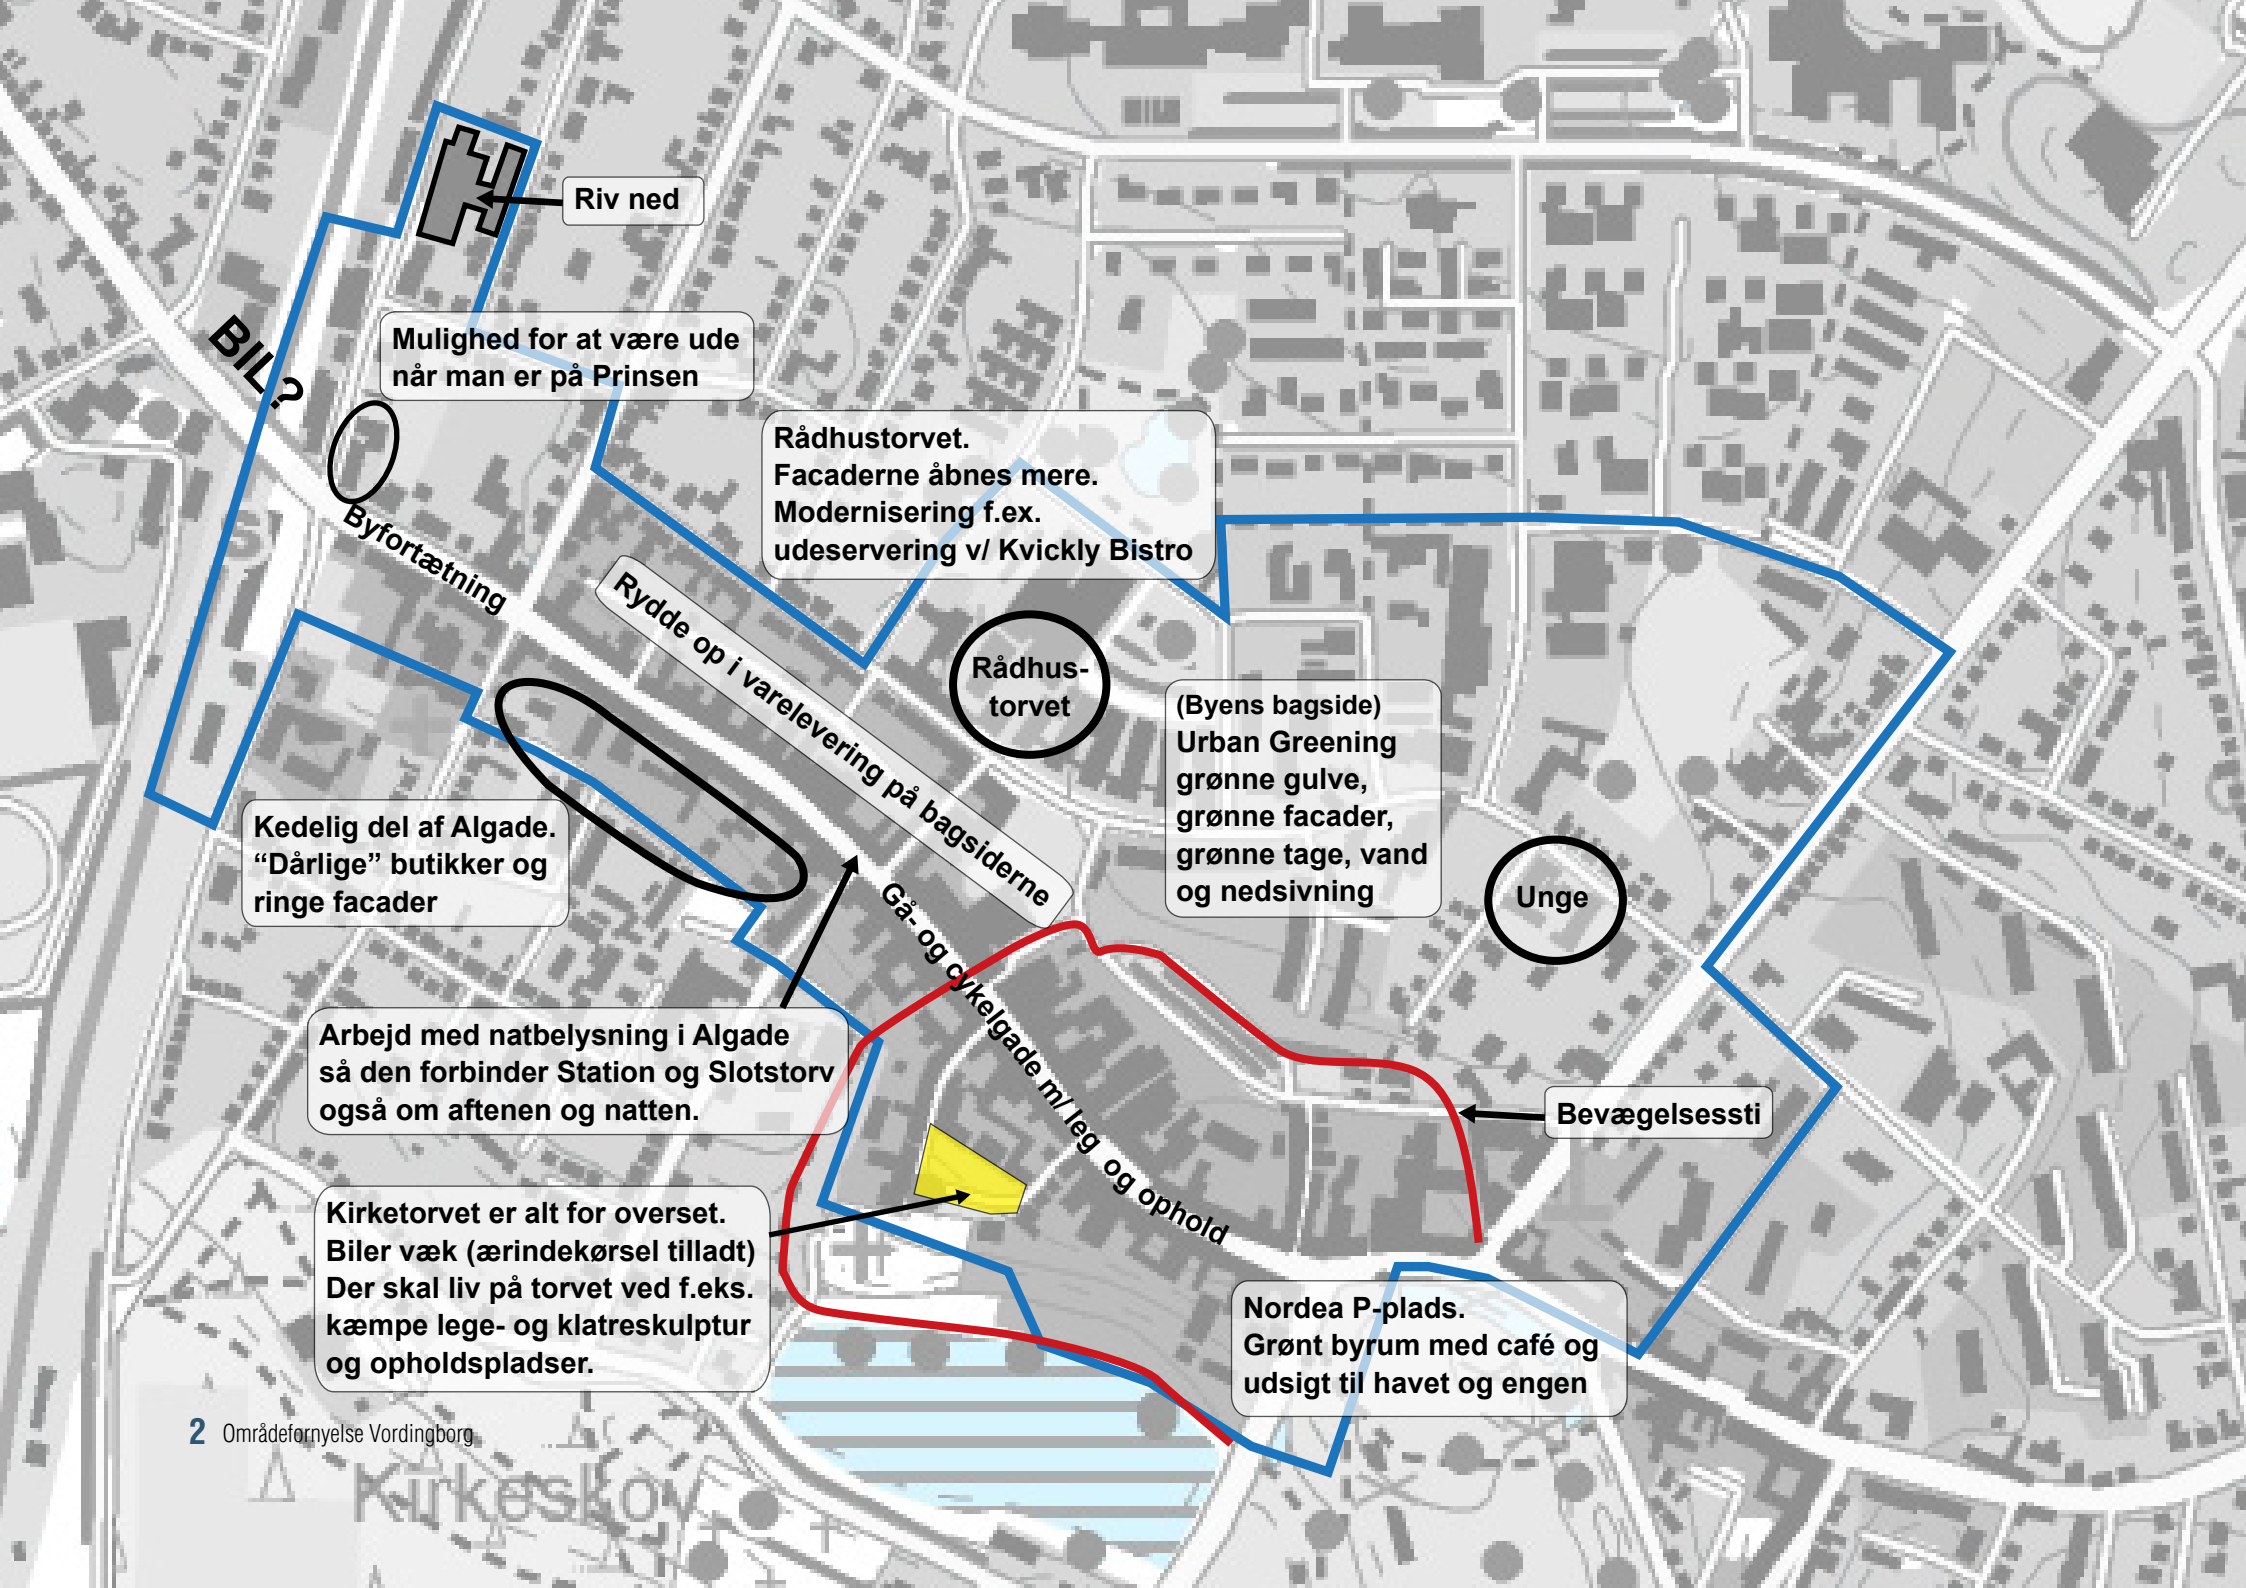 Riv ned
BIL?
Mulighed for at være ude
når man er på Prinsen
Rådhustorvet.
Facaderne åbnes mere.
Modernisering f.ex.
udeservering v/ Kvickly Bistro
Byfortætning
Rydde op i varelevering på bagsiderne
Rådhus-
torvet
(Byens bagside)
Urban Greening
grønne gulve,
grønne facader,
grønne tage, vand
og nedsivning
Kedelig del af Algade.
“Dårlige” butikker og
ringe facader
Unge
Gå- og cykelgade m/ leg og ophold
Arbejd med natbelysning i Algade
så den forbinder Station og Slotstorv
også om aftenen og natten.
Bevægelsessti
Kirketorvet er alt for overset.
Biler væk (ærindekørsel tilladt)
Der skal liv på torvet ved f.eks.
kæmpe lege- og klatreskulptur
og opholdspladser.
Nordea P-plads.
Grønt byrum med café og
udsigt til havet og engen
2 Områdefornyelse Vordingborg
Kirkeskov